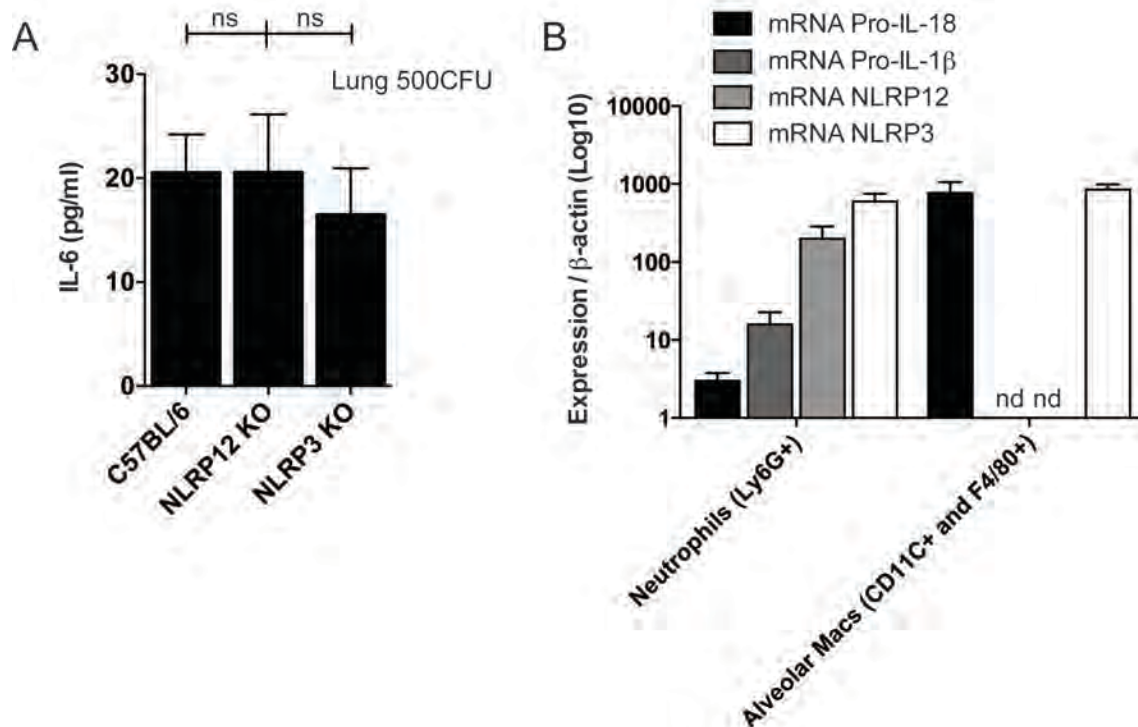 A
ns
ns
Lung 500CFU
30
20
10
0
IL-6 (pg/ml)
C57BL/6
NLRP12 KO
NLRP3 KO
B
mRNA Pro-IL-18
mRNA Pro-IL-1β
mRNA NLRP12
mRNA NLRP3
10000
1000
100
10
1
Expression / β-actin (Log10)
nd nd
Neutrophils (Ly6G+)
Alveolar Macs (CD11C+ and F4/80+)